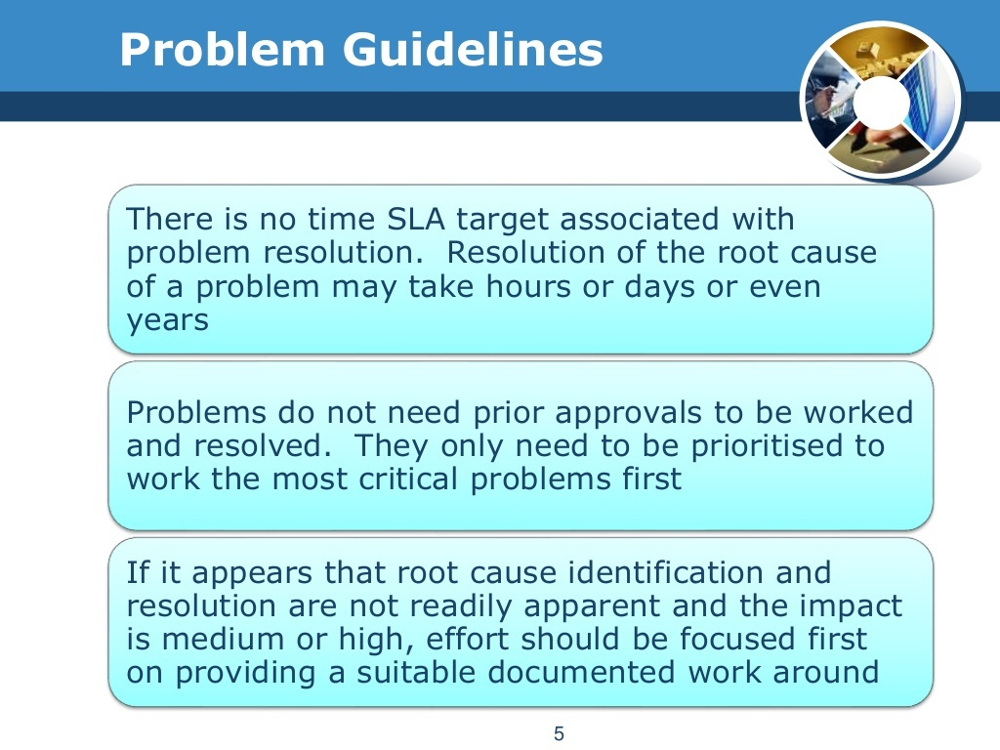 Problem Guidelines
There is no time SLA target associated with
problem resolution.  Resolution of the root cause
of a problem may take hours or days or even
years
Problems do not need prior approvals to be worked
and resolved.  They only need to be prioritised to
work the most critical problems first
If it appears that root cause identification and
resolution are not readily apparent and the impact
is medium or high, effort should be focused first
on providing a suitable documented work around
5